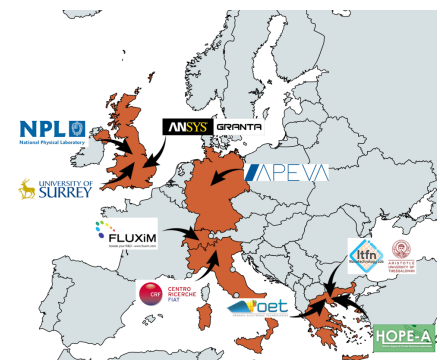 NPL
National Physical Laboratory
ANSYS GRANTA
UNIVERSITY OF
SURREY
APEVA
FLUXiM
CRF
CENTRO
RICERCHE
FIAT
oet
ltfn
ARISTOTLE
UNIVERSITY OF
THESSALONIKI
HOPE-A